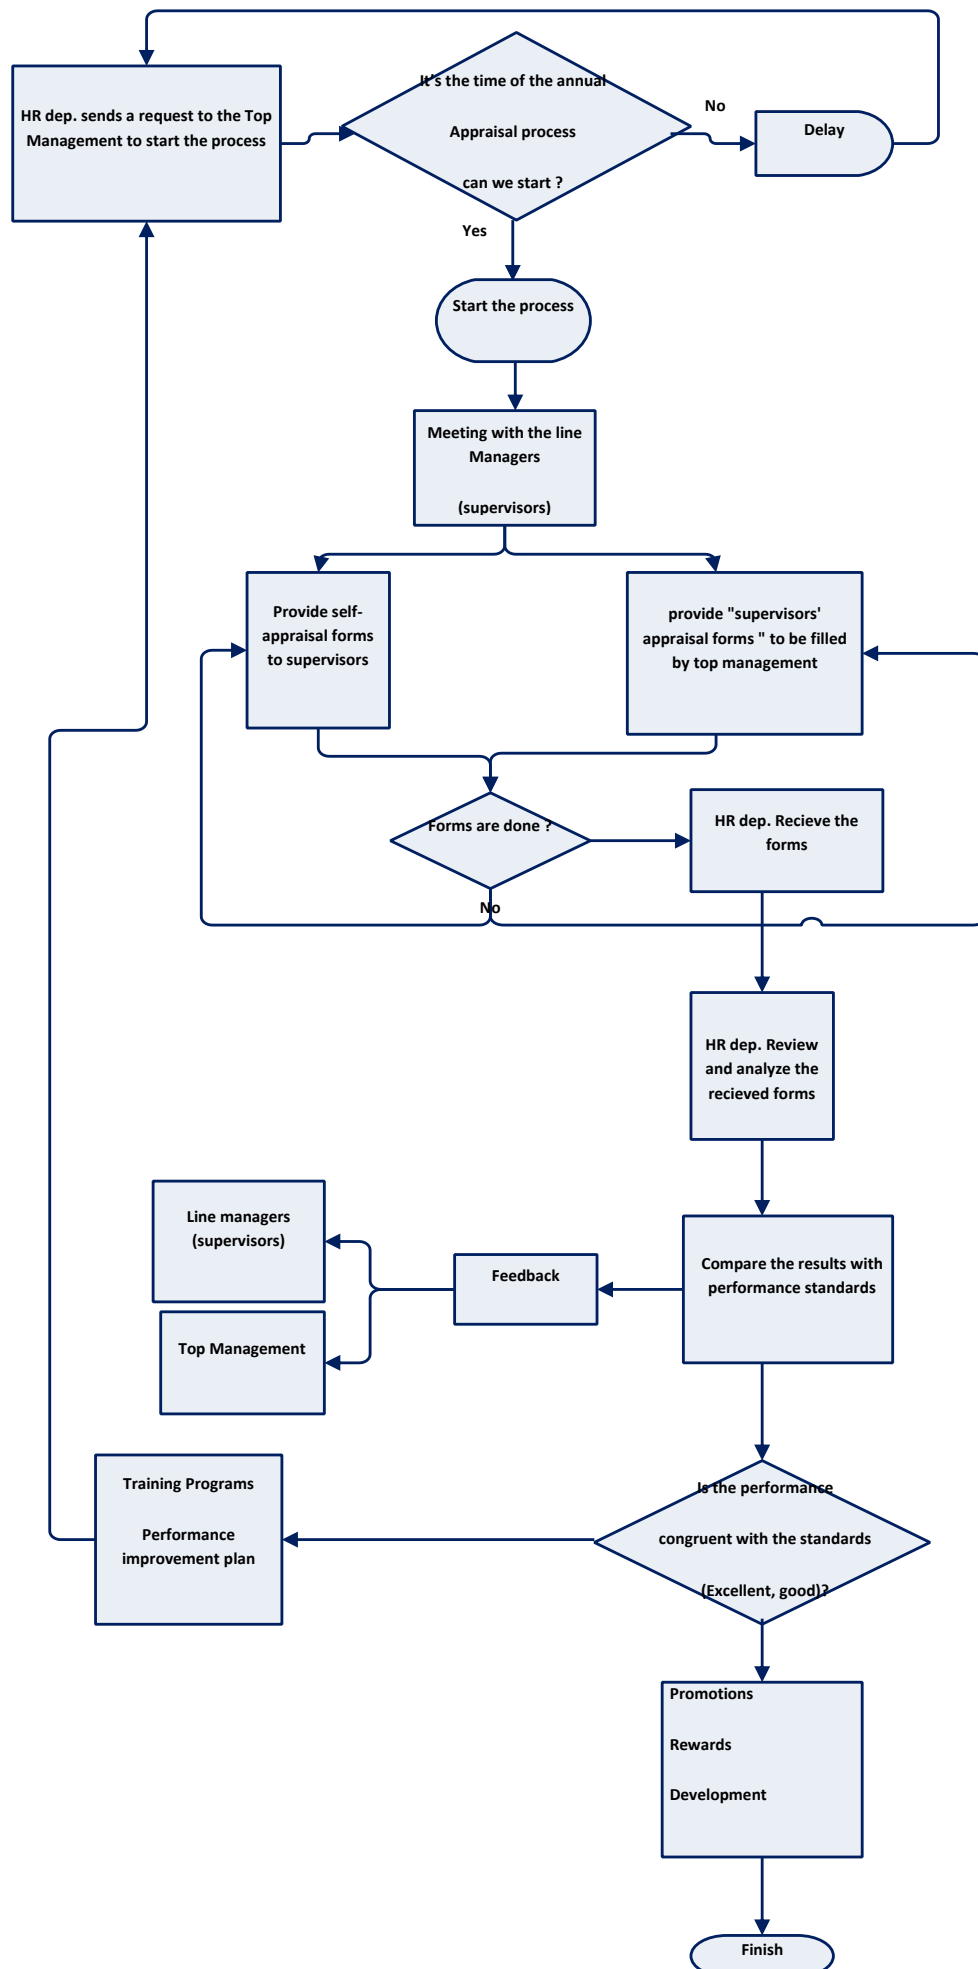 HR dep. sends a request to the Top
Management to start the process
It's the time of the annual
Appraisal process
can we start ?
No
Delay
Yes
Start the process
Meeting with the line
Managers
(supervisors)
Provide self-
appraisal forms
to supervisors
provide "supervisors'
appraisal forms " to be filled
by top management
Forms are done ?
HR dep. Recieve the
forms
No
HR dep. Review
and analyze the
recieved forms
Line managers
(supervisors)
Feedback
Compare the results with
performance standards
Top Management
Training Programs
Performance
improvement plan
Is the performance
congruent with the standards
(Excellent, good)?
Promotions
Rewards
Development
Finish